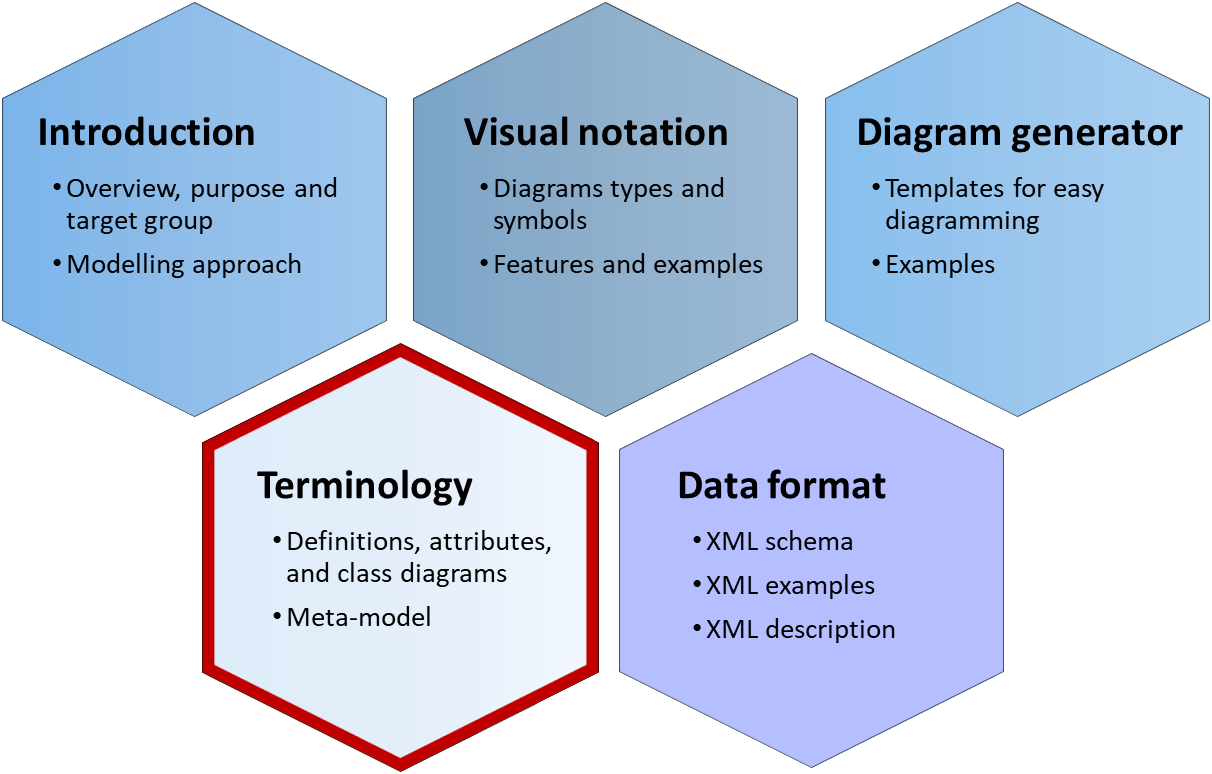 Introduction
• Overview, purpose and
target group
• Modelling approach
Visual notation
• Diagrams types and
symbols
• Features and examples
Diagram generator
• Templates for easy
diagramming
• Examples
Terminology
• Definitions, attributes,
and class diagrams
• Meta-model
Data format
• XML schema
• XML examples
• XML description